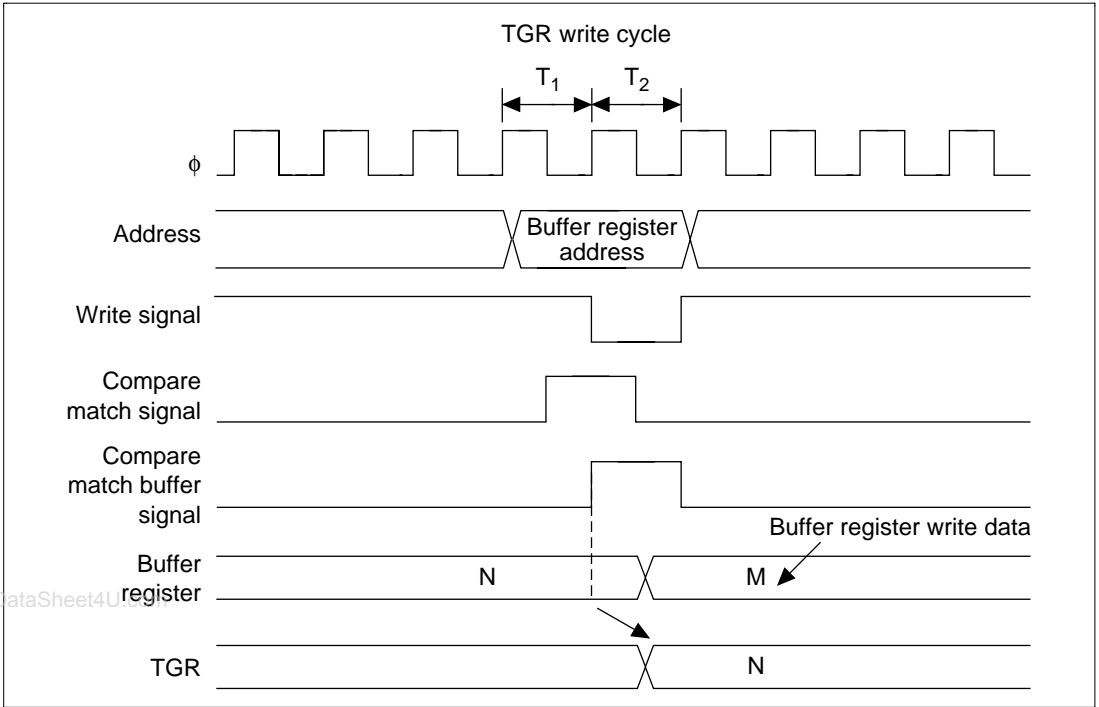 TGR write cycle
T1
T2
ϕ
Address
Buffer register
address
Write signal
Compare
match signal
Compare
match buffer
signal
Buffer register write data
Buffer
register
N
M
TGR
N